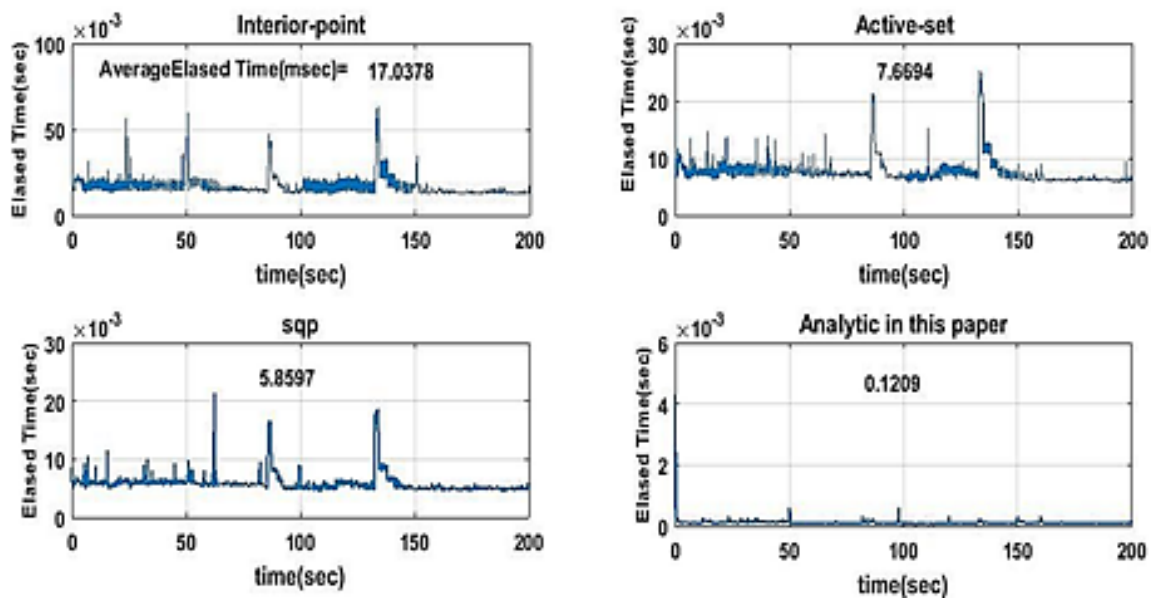 ×10⁻³
Interior-point
100
AverageElased Time(msec)= 17.0378
50
0
0 50 100 150 200
Elased Time(sec)
time(sec)
×10⁻³
Active-set
30
7.6694
20
10
0
0 50 100 150 200
Elased Time(sec)
time(sec)
×10⁻³
sqp
30
5.8597
20
10
0
0 50 100 150 200
Elased Time(sec)
time(sec)
×10⁻³
Analytic in this paper
6
0.1209
4
2
0
0 50 100 150 200
Elased Time(sec)
time(sec)